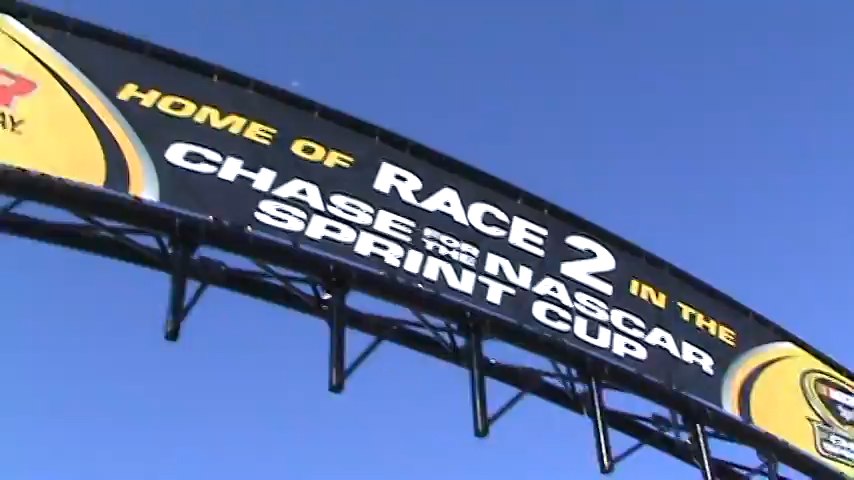 HOME OF RACE 2 IN THE
CHASE FOR THE NASCAR
SPRINT CUP